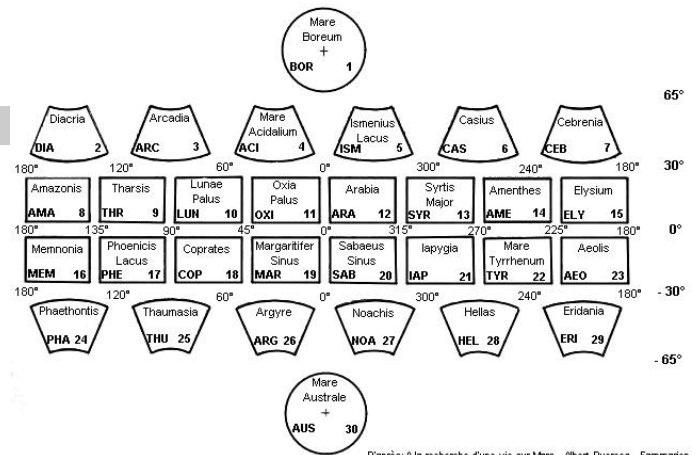 Mare
Boreum
+
BOR 1
65°
Diacria Arcadia Mare Acidalium Ismenius Lacus Casius Cebrenia
DIA 2 ARC 3 ACI 4 ISM 5 CAS 6 CEB 7
30°
180° 120° 60° 0° 300° 240° 180°
Amazonis Tharsis Lunae Palus Oxia Palus Arabia Syrtis Major Amenthes Elysium
AMA 8 THR 9 LUN 10 OXI 11 ARA 12 SYR 13 AME 14 ELY 15
180° 135° 90° 45° 0° 315° 270° 225° 180° 0°
Memnonia Phoenicis Lacus Coprates Margaritifer Sinus Sabaeus Sinus Iapygia Mare Tyrrhenum Aeolis
MEM 16 PHE 17 COP 18 MAR 19 SAB 20 IAP 21 TYR 22 AEO 23
180° 120° 60° 0° 300° 240° 180° - 30°
Phaethontis Thaumasia Argyre Noachis Hellas Eridania
PHA 24 THU 25 ARG 26 NOA 27 HEL 28 ERI 29
- 65°
Mare
Australe
+
AUS 30